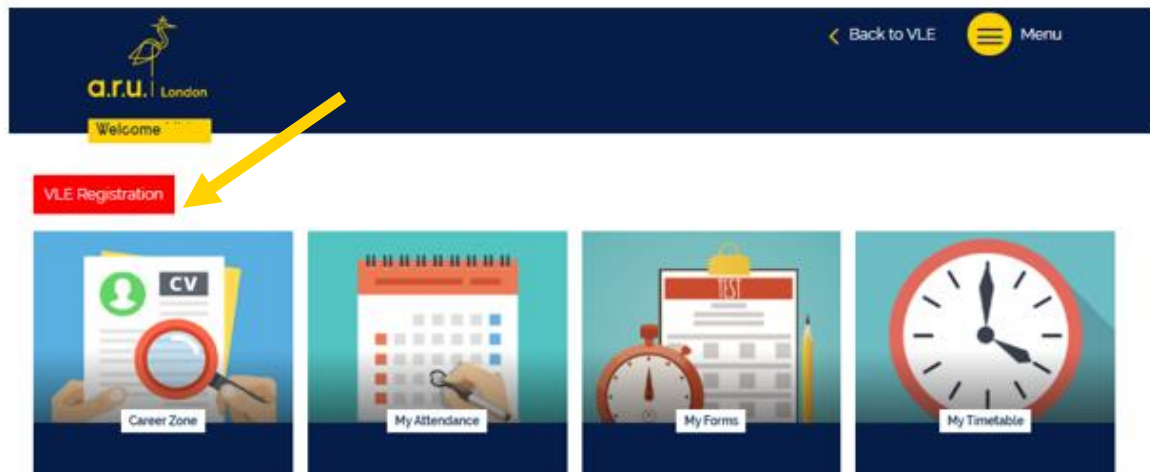 Back to VLE
Menu
a.r.u. London
Welcome
VLE Registration
CV
TEST
Career Zone
My Attendance
My Forms
My Timetable